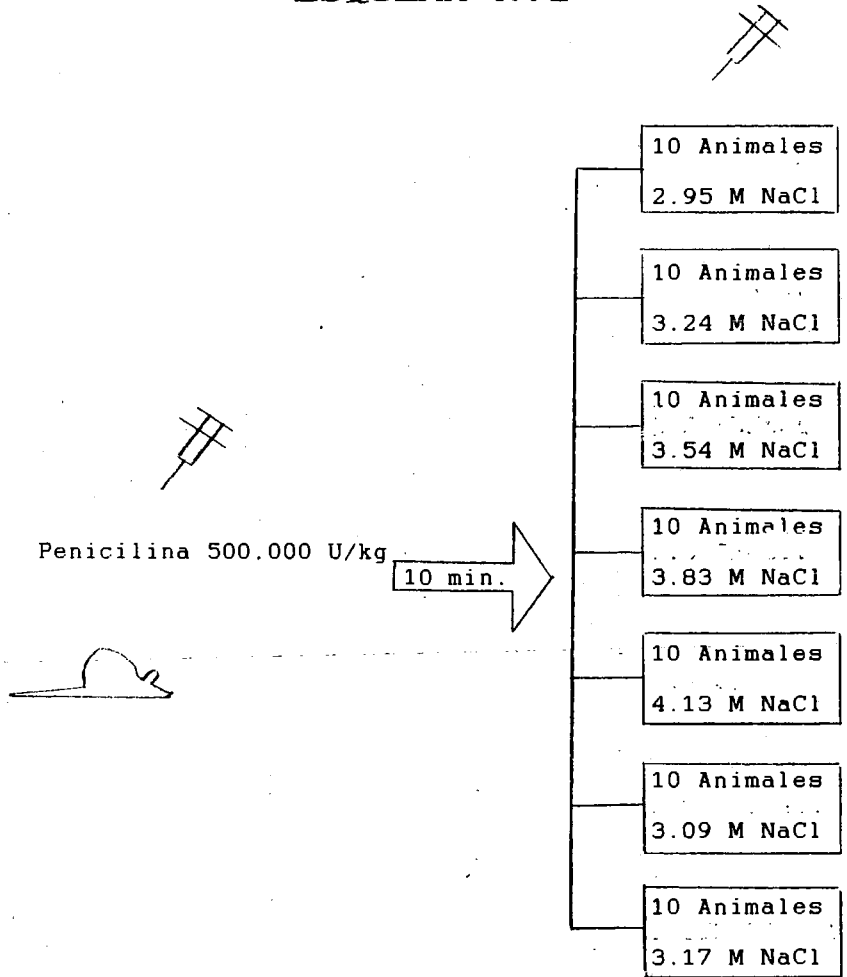 10 Animales
2.95 M NaCl
10 Animales
3.24 M NaCl
10 Animales
3.54 M NaCl
Penicilina 500.000 U/kg
10 min.
10 Animales
3.83 M NaCl
10 Animales
4.13 M NaCl
10 Animales
3.09 M NaCl
10 Animales
3.17 M NaCl